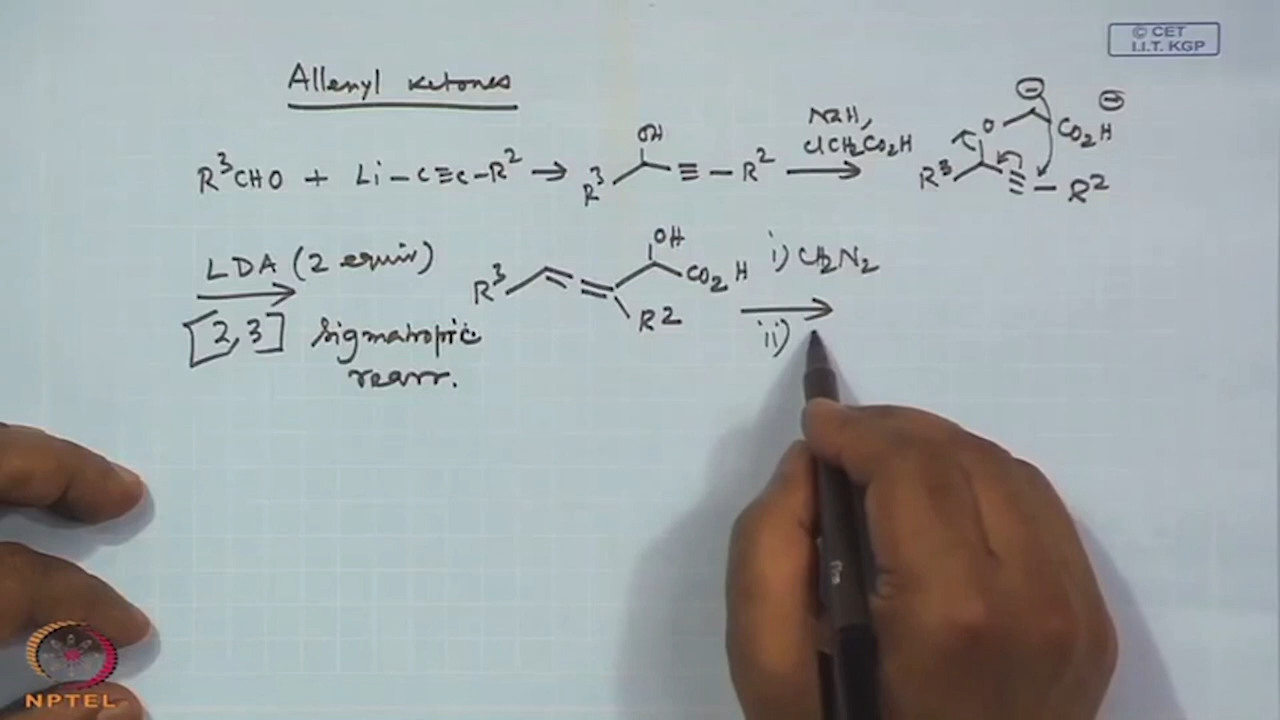 © CET
I.I.T. KGP
Allenyl ketones
R³CHO + Li-C≡C-R² → R³ OH ≡ -R² NaH, ClCH₂CO₂H → R³ O ⊖ CO₂H ⊖ ≡ -R²
LDA (2 equiv)
[2,3] sigmatropic
rearr.
R³ OH CO₂H R²
i) CH₂N₂
ii)
NPTEL